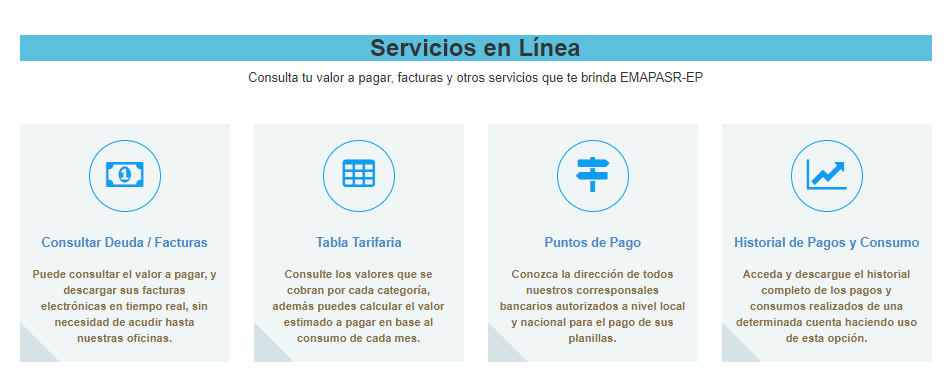 Servicios en Línea
Consulta tu valor a pagar, facturas y otros servicios que te brinda EMAPASR-EP
Consultar Deuda / Facturas
Puede consultar el valor a pagar, y
descargar sus facturas
electrónicas en tiempo real, sin
necesidad de acudir hasta
nuestras oficinas.
Tabla Tarifaria
Consulte los valores que se
cobran por cada categoría,
además puedes calcular el valor
estimado a pagar en base al
consumo de cada mes.
Puntos de Pago
Conozca la dirección de todos
nuestros corresponsales
bancarios autorizados a nivel local
y nacional para el pago de sus
planillas.
Historial de Pagos y Consumo
Acceda y descargue el historial
completo de los pagos y
consumos realizados de una
determinada cuenta haciendo uso
de esta opción.